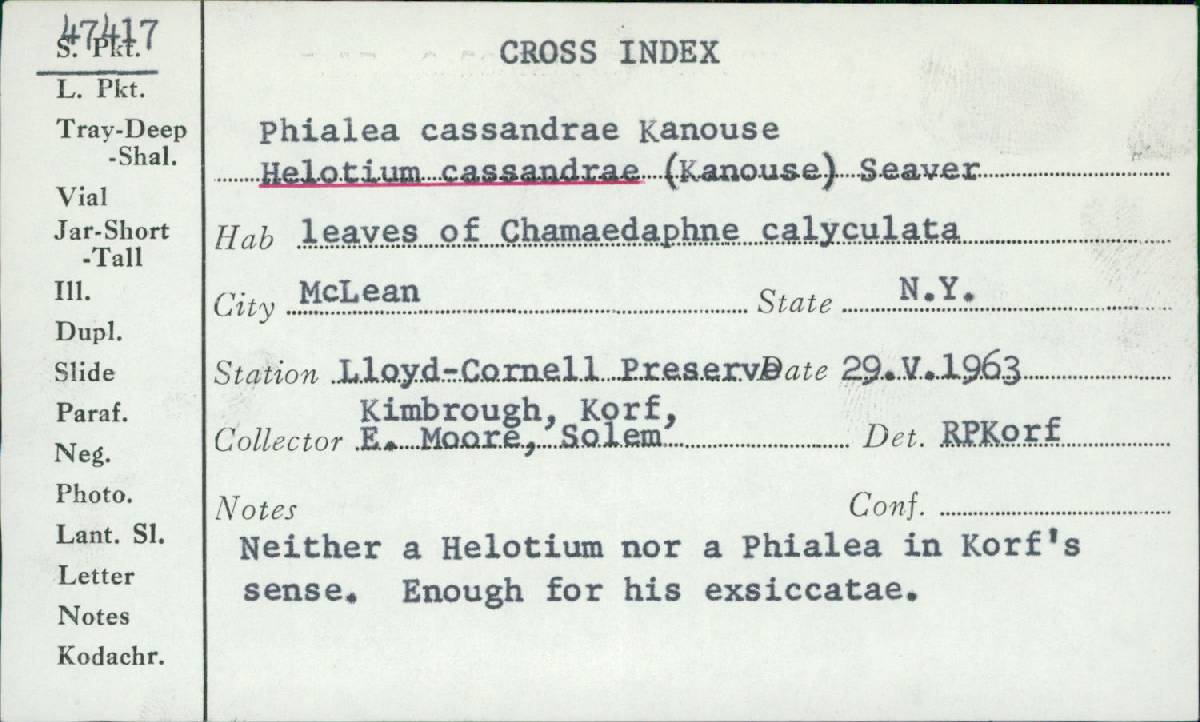 47417
S. Pkt.
L. Pkt.
Tray-Deep
-Shal.
Vial
Jar-Short
-Tall
Ill.
Dupl.
Slide
Paraf.
Neg.
Photo.
Lant. Sl.
Letter
Notes
Kodachr.
CROSS INDEX
Phialea cassandrae Kanouse
Helotium cassandrae (Kanouse) Seaver
Hab leaves of Chamaedaphne calyculata
City McLean State N.Y.
Station Lloyd-Cornell Preserve Date 29.V.1963
Kimbrough, Korf,
Collector E. Moore, Solem Det. RPKorf
Notes Conf.
Neither a Helotium nor a Phialea in Korf's
sense. Enough for his exsiccatae.